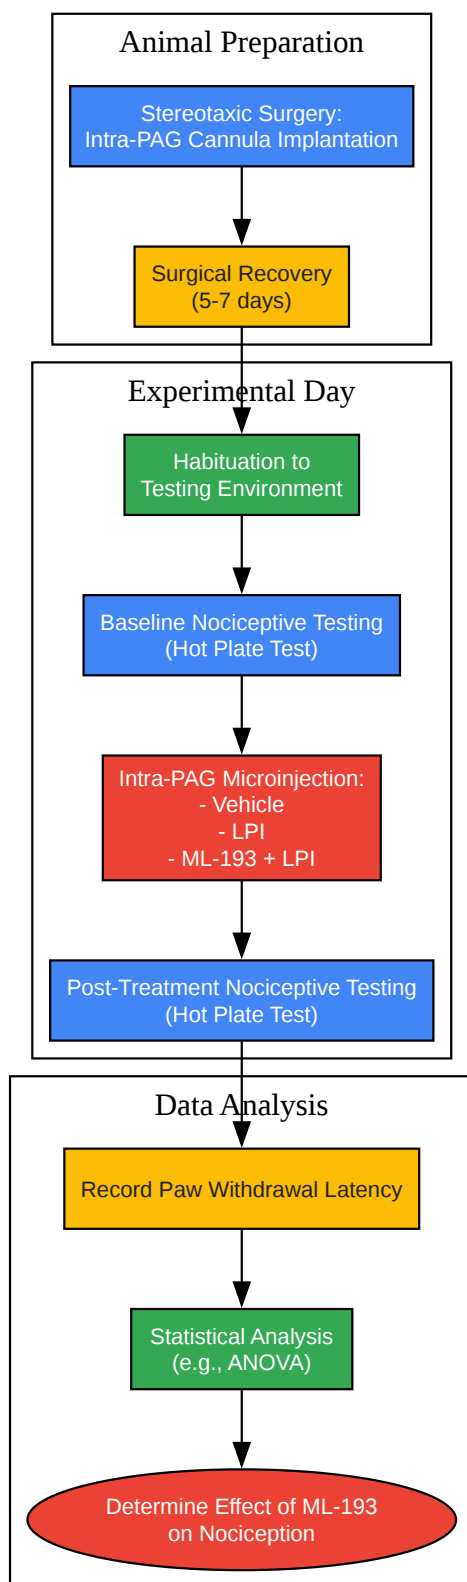 Animal Preparation
Stereotaxic Surgery:
Intra-PAG Cannula Implantation
Surgical Recovery
(5-7 days)
Experimental Day
Habituation to
Testing Environment
Baseline Nociceptive Testing
(Hot Plate Test)
Intra-PAG Microinjection:
- Vehicle
- LPI
- ML-193 + LPI
Post-Treatment Nociceptive Testing
(Hot Plate Test)
Data Analysis
Record Paw Withdrawal Latency
Statistical Analysis
(e.g., ANOVA)
Determine Effect of ML-193
on Nociception